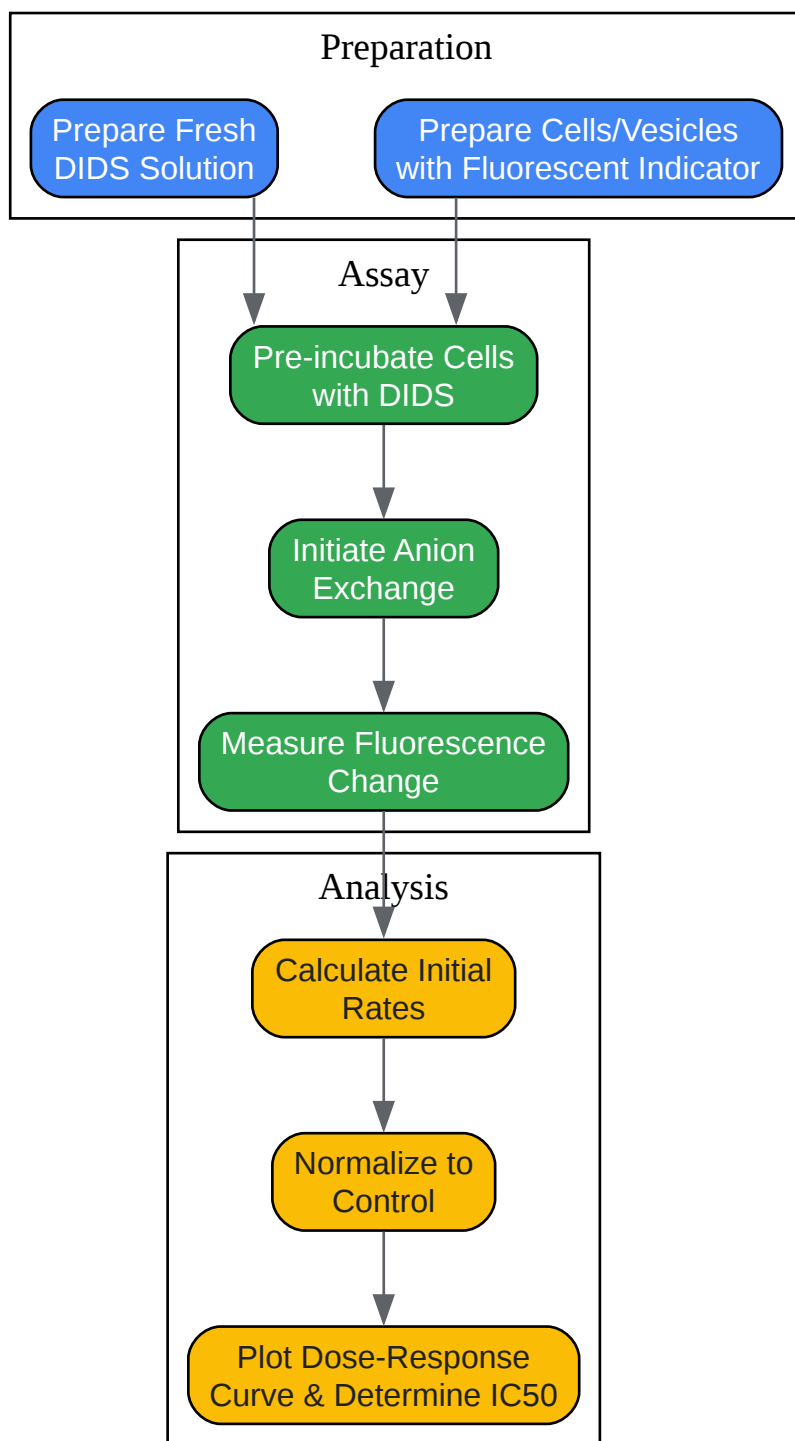 Preparation
Prepare Fresh
DIDS Solution
Prepare Cells/Vesicles
with Fluorescent Indicator
Assay
Pre-incubate Cells
with DIDS
Initiate Anion
Exchange
Measure Fluorescence
Change
Analysis
Calculate Initial
Rates
Normalize to
Control
Plot Dose-Response
Curve & Determine IC50